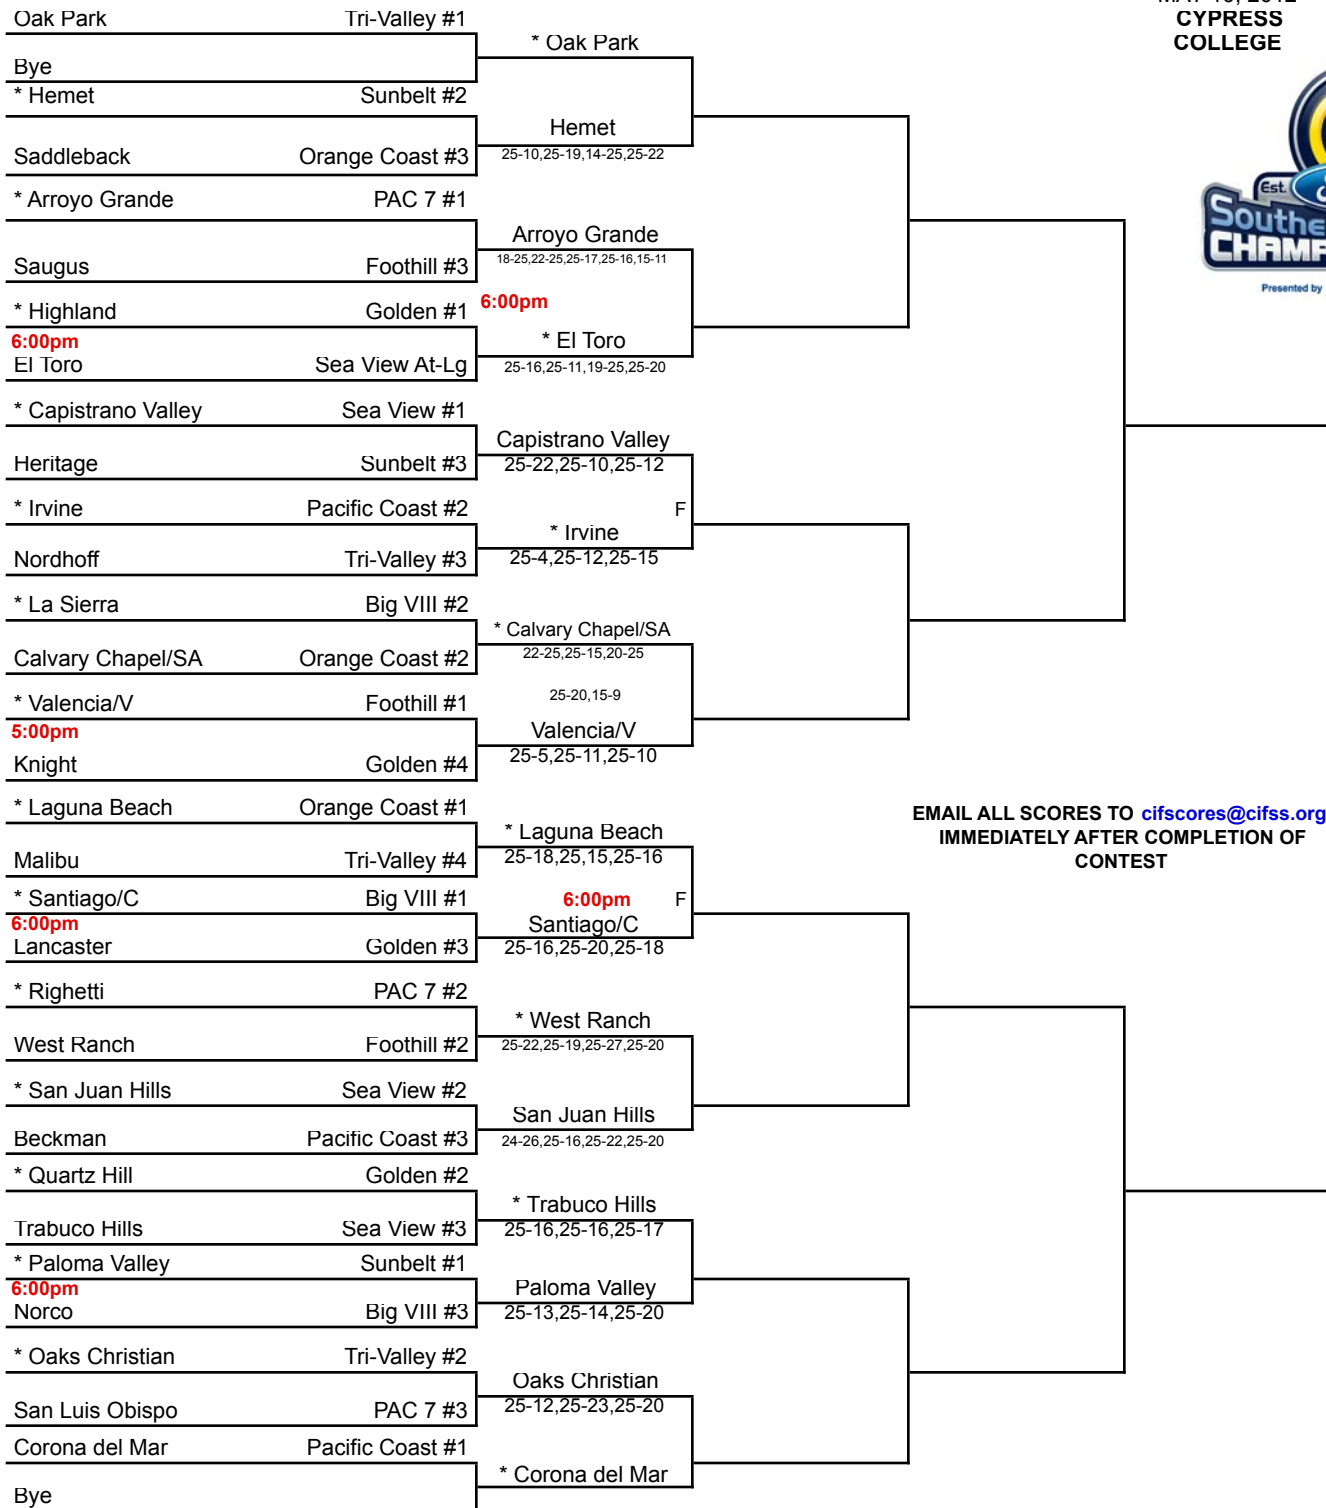 MAY 19, 2012
CYPRESS
COLLEGE
Oak Park Tri-Valley #1
* Oak Park
Bye
* Hemet Sunbelt #2
Hemet
25-10,25-19,14-25,25-22
Saddleback Orange Coast #3
* Arroyo Grande PAC 7 #1
Arroyo Grande
18-25,22-25,25-17,25-16,15-11
Saugus Foothill #3
* Highland Golden #1
6:00pm
6:00pm
* El Toro
El Toro Sea View At-Lg
25-16,25-11,19-25,25-20
* Capistrano Valley Sea View #1
Capistrano Valley
Heritage Sunbelt #3
25-22,25-10,25-12
* Irvine Pacific Coast #2
F
* Irvine
Nordhoff Tri-Valley #3
25-4,25-12,25-15
* La Sierra Big VIII #2
* Calvary Chapel/SA
22-25,25-15,20-25
Calvary Chapel/SA Orange Coast #2
25-20,15-9
* Valencia/V Foothill #1
5:00pm
Valencia/V
25-5,25-11,25-10
Knight Golden #4
* Laguna Beach Orange Coast #1
* Laguna Beach
25-18,25,15,25-16
Malibu Tri-Valley #4
* Santiago/C Big VIII #1
6:00pm F
6:00pm
Santiago/C
Lancaster Golden #3
25-16,25-20,25-18
* Righetti PAC 7 #2
* West Ranch
West Ranch Foothill #2
25-22,25-19,25-27,25-20
* San Juan Hills Sea View #2
San Juan Hills
Beckman Pacific Coast #3
24-26,25-16,25-22,25-20
* Quartz Hill Golden #2
* Trabuco Hills
Trabuco Hills Sea View #3
25-16,25-16,25-17
* Paloma Valley Sunbelt #1
6:00pm
Paloma Valley
Norco Big VIII #3
25-13,25-14,25-20
* Oaks Christian Tri-Valley #2
Oaks Christian
25-12,25-23,25-20
San Luis Obispo PAC 7 #3
Corona del Mar Pacific Coast #1
* Corona del Mar
Bye
Est.
Southe
CHAMP
Presented by
EMAIL ALL SCORES TO cifscores@cifss.org
IMMEDIATELY AFTER COMPLETION OF
CONTEST